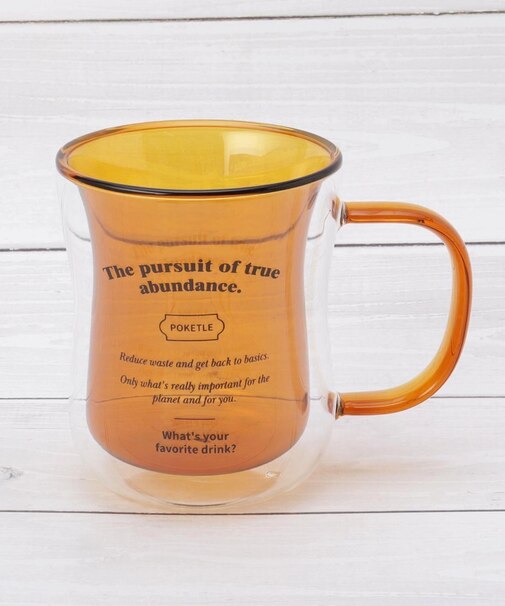 The pursuit of true
abundance.
POKETLE
Reduce waste and get back to basics.
Only what's really important for the
planet and for you.
What's your
favorite drink?